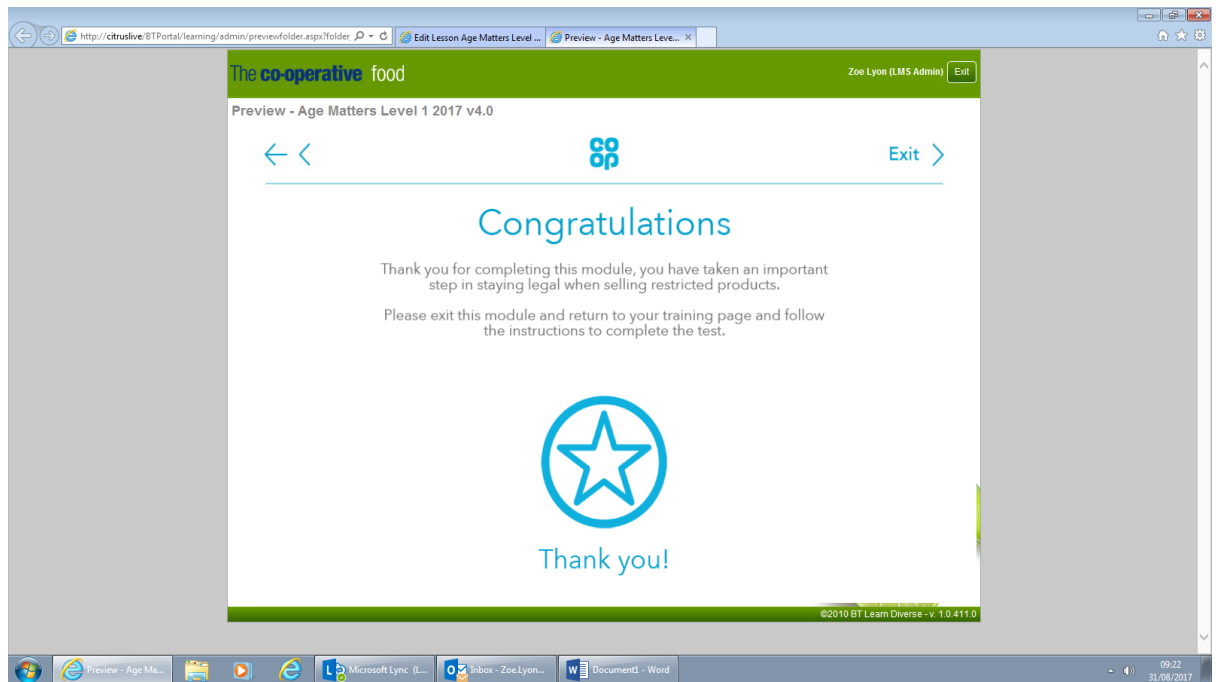 http://citruslive/BTPortal/learning/admin/previewfolder.aspx?folder
Edit Lesson Age Matters Level ...
Preview - Age Matters Leve...
The co-operative food
Zoe Lyon (LMS Admin)
Exit
Preview - Age Matters Level 1 2017 v4.0
co
op
Exit
Congratulations
Thank you for completing this module, you have taken an important
step in staying legal when selling restricted products.
Please exit this module and return to your training page and follow
the instructions to complete the test.
Thank you!
©2010 BT Learn Diverse - v. 1.0.411.0
Preview - Age Ma...
Microsoft Lync (L...
Inbox - Zoe.Lyon...
Document1 - Word
09:22
31/08/2017